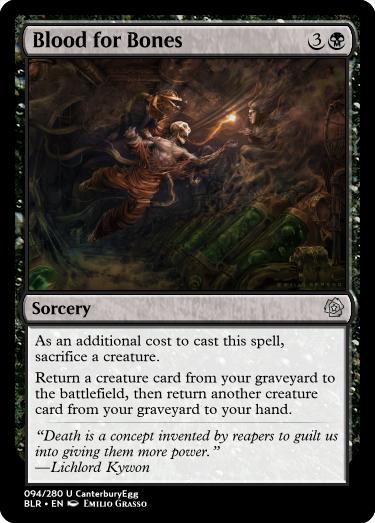 Blood for Bones 3
Sorcery
As an additional cost to cast this spell,
sacrifice a creature.
Return a creature card from your graveyard to
the battlefield, then return another creature
card from your graveyard to your hand.
“Death is a concept invented by reapers to guilt us
into giving them more power.”
—Lichlord Kywon
094/280 U CanterburyEgg
BLR • EN Emilio Grasso